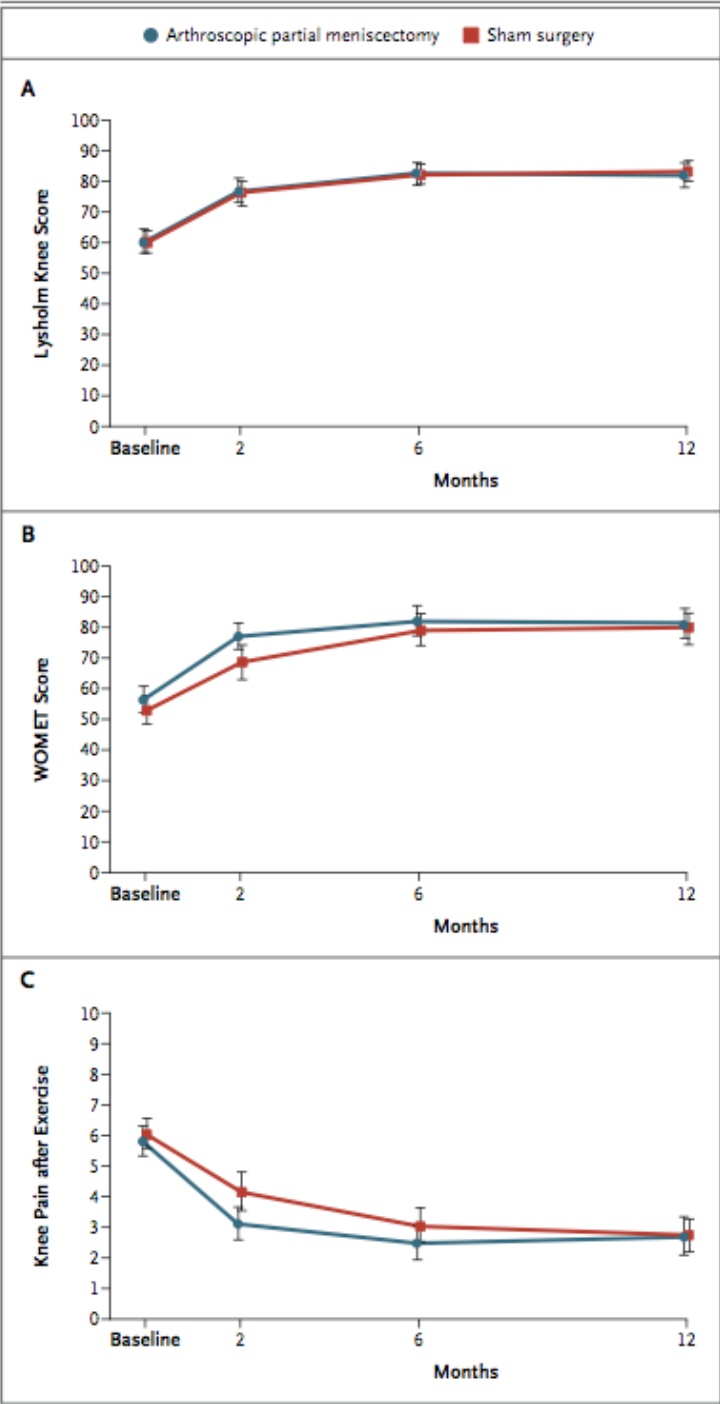 Arthroscopic partial meniscectomy Sham surgery
A
100
90
80
70
60
50
40
30
20
10
0
Lysholm Knee Score
Baseline 2 6 12
Months
B
100
90
80
70
60
50
40
30
20
10
0
WOMET Score
Baseline 2 6 12
Months
C
10
9
8
7
6
5
4
3
2
1
0
Knee Pain after Exercise
Baseline 2 6 12
Months